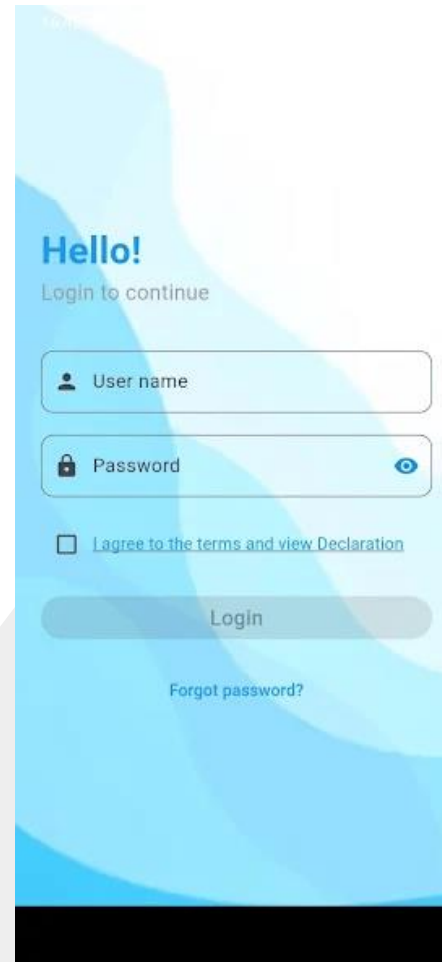 Hello!
Login to continue
User name
Password
I agree to the terms and view Declaration
Login
Forgot password?